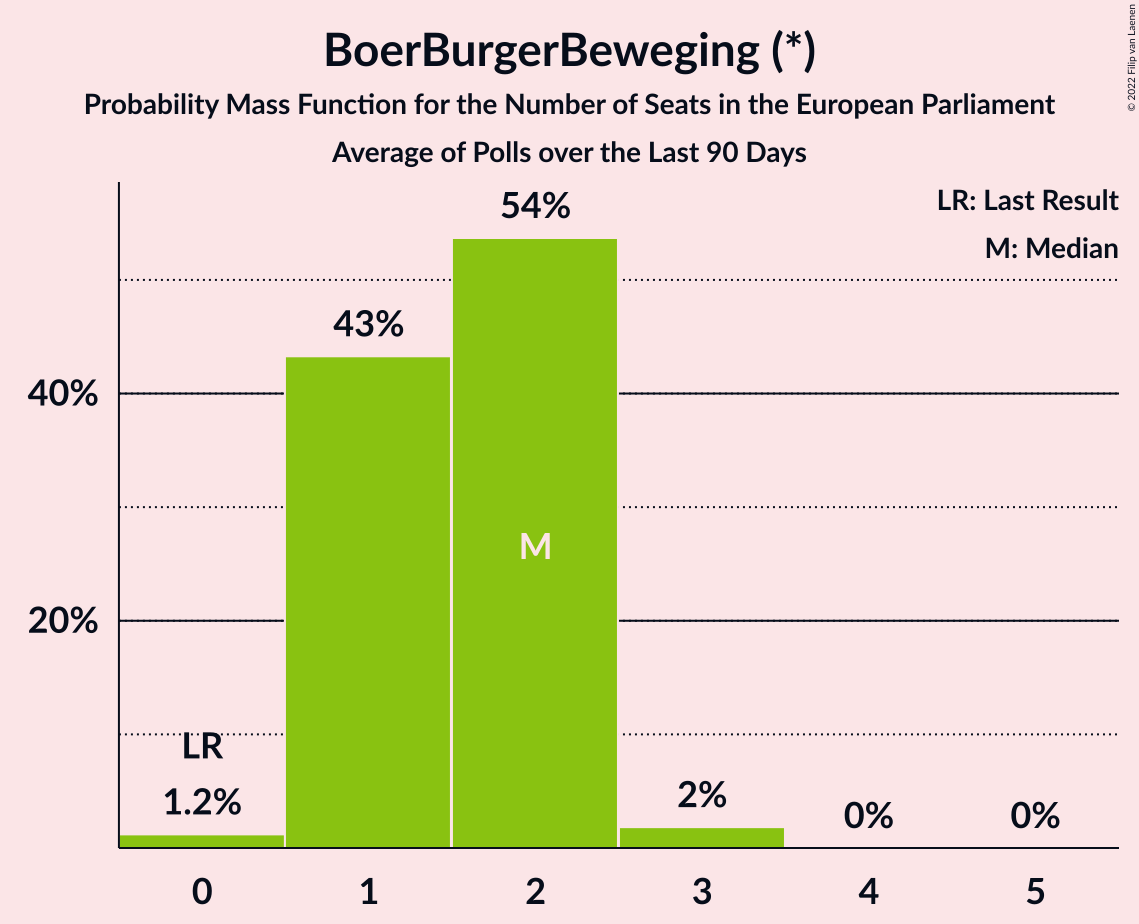 BoerBurgerBeweging (*)
Probability Mass Function for the Number of Seats in the European Parliament
Average of Polls over the Last 90 Days
© 2022 Filip van Laenen
LR: Last Result
M: Median
54%
43%
40%
M
20%
LR
1.2%
2%
0%
0%
0 1 2 3 4 5